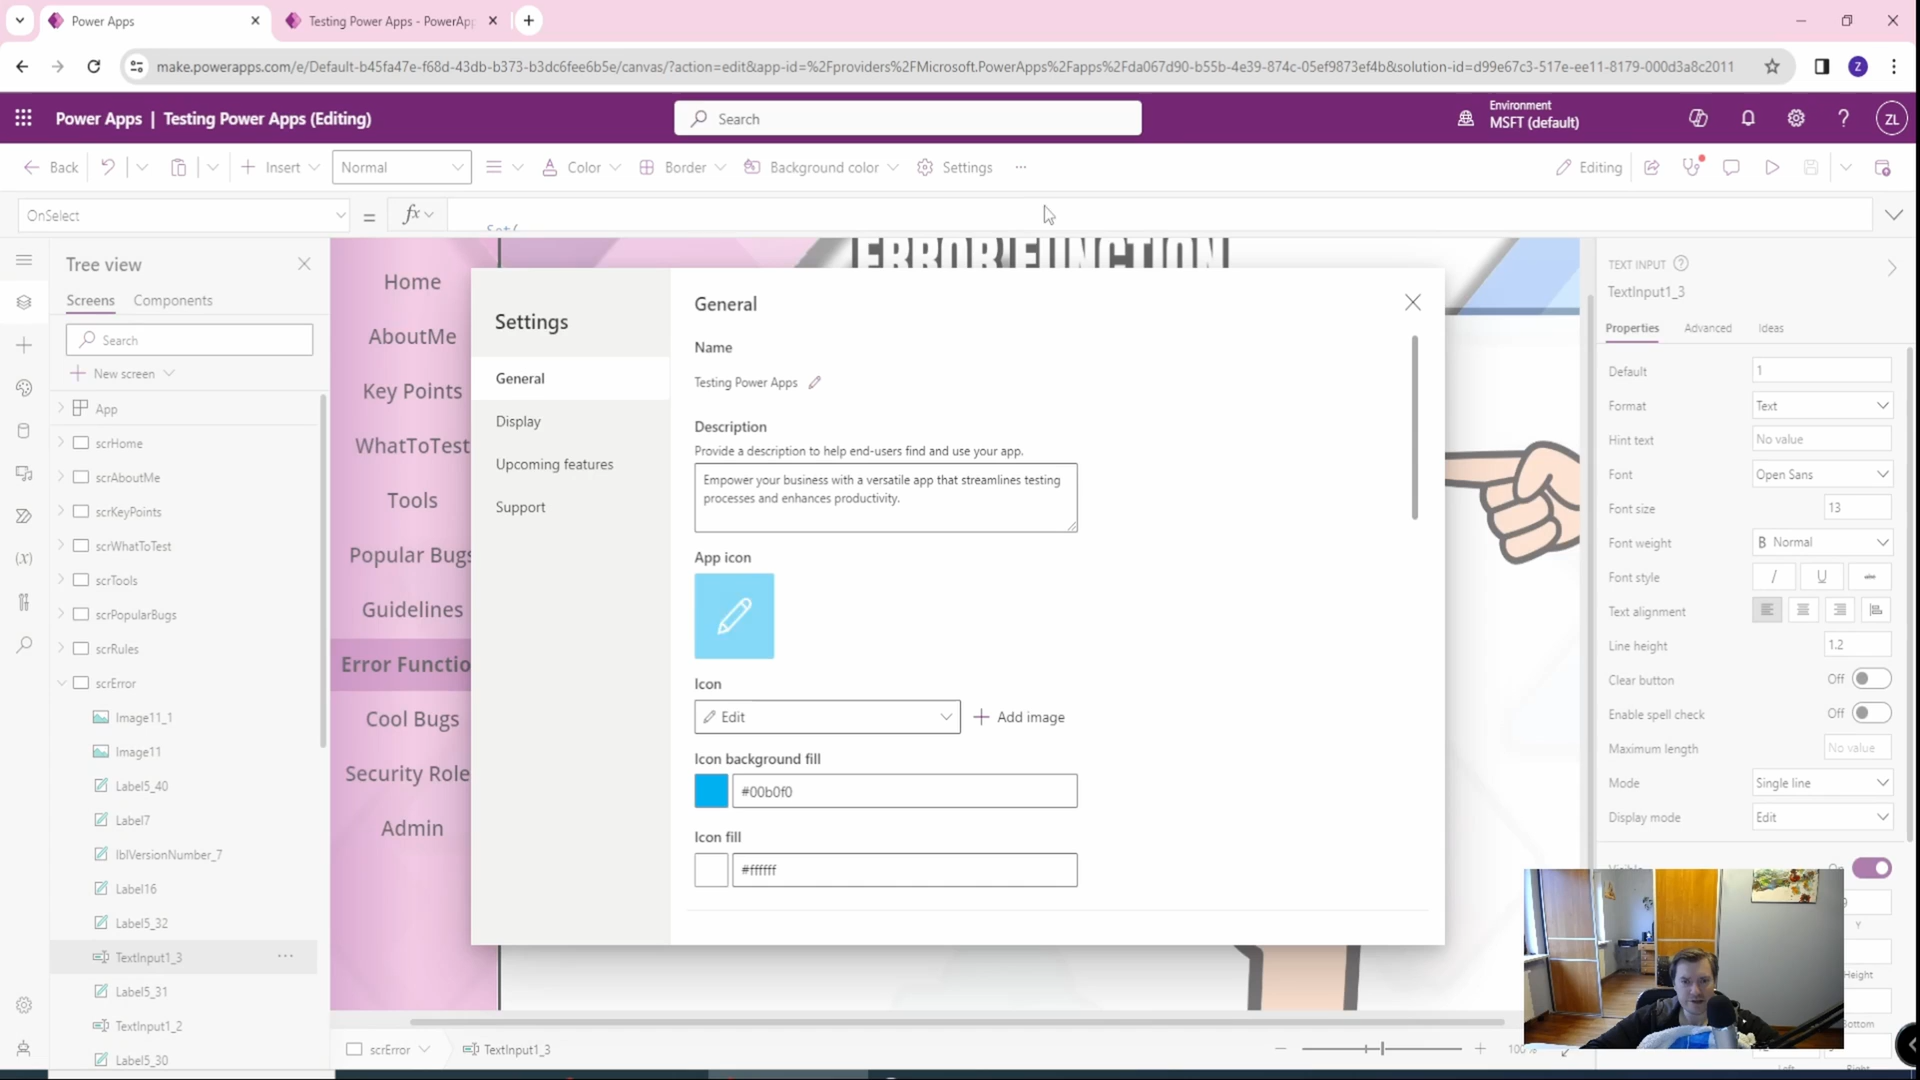 Power Apps
Testing Power Apps - PowerApp
make.powerapps.com/e/Default-b45fa47e-f68d-43db-b373-b3dc6fee6b5e/canvas/?action=edit&app-id=%2Fproviders%2FMicrosoft.PowerApps%2Fapps%2Fda067d90-b55b-4e39-874c-05ef9873ef4b&solution-id=d99e67c3-517e-ee11-8179-000d3a8c2011
Z
Power Apps | Testing Power Apps (Editing)
Search
Environment
MSFT (default)
ZL
Back
Insert
Normal
Color
Border
Background color
Settings
Editing
OnSelect
=
fx
Set(
Tree view
Screens
Components
Search
New screen
App
scrHome
scrAboutMe
scrKeyPoints
scrWhatToTest
scrTools
scrPopularBugs
scrRules
scrError
Image11_1
Image11
Label5_40
Label7
lblVersionNumber_7
Label16
Label5_32
TextInput1_3
Label5_31
TextInput1_2
Label5_30
ERROR FUNCTION
Home
AboutMe
Key Points
WhatToTest
Tools
Popular Bugs
Guidelines
Error Functio
Cool Bugs
Security Role
Admin
Settings
General
Display
Upcoming features
Support
General
Name
Testing Power Apps
Description
Provide a description to help end-users find and use your app.
Empower your business with a versatile app that streamlines testing
processes and enhances productivity.
App icon
Icon
Edit
Add image
Icon background fill
#00b0f0
Icon fill
#ffffff
TEXT INPUT
TextInput1_3
Properties
Advanced
Ideas
Default
1
Format
Text
Hint text
No value
Font
Open Sans
Font size
13
Font weight
B Normal
Font style
Text alignment
Line height
1.2
Clear button
Off
Enable spell check
Off
Maximum length
No value
Mode
Single line
Display mode
Edit
Y
Height
Bottom
scrError
TextInput1_3
100